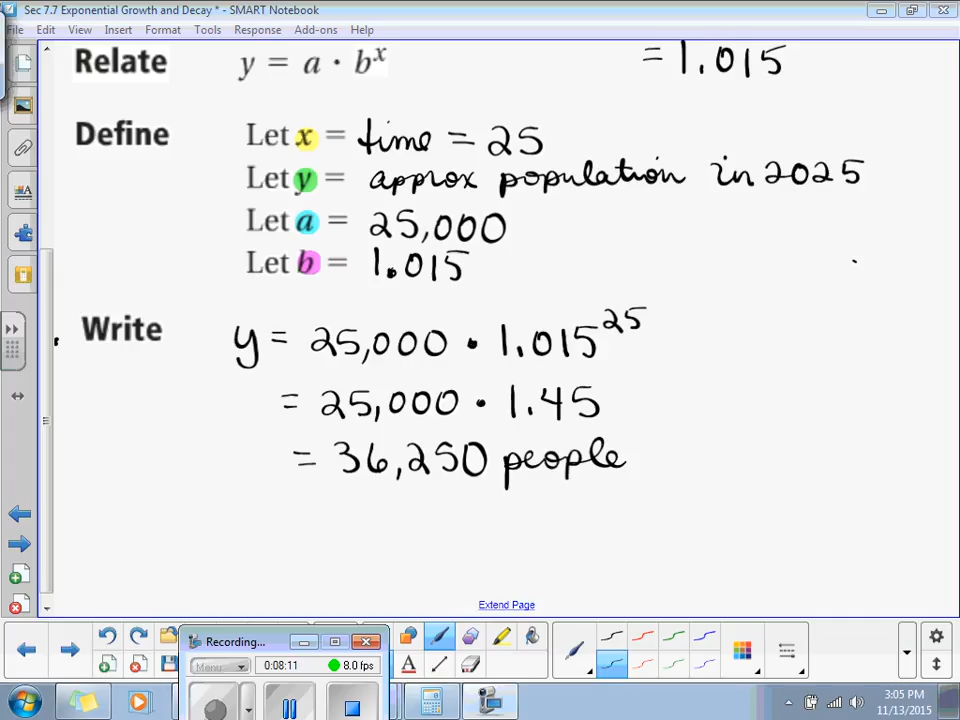 Sec 7.7 Exponential Growth and Decay * - SMART Notebook
File Edit View Insert Format Tools Response Add-ons Help
Relate y = a · b^x = 1.015
Define Let x = time = 25
Let y = approx population in 2025
Let a = 25,000
Let b = 1.015
Write y = 25,000 · 1.015^25
= 25,000 · 1.45
= 36,250 people
Extend Page
Recording...
Menu 0:08:11 8.0 fps
A
3:05 PM
11/13/2015